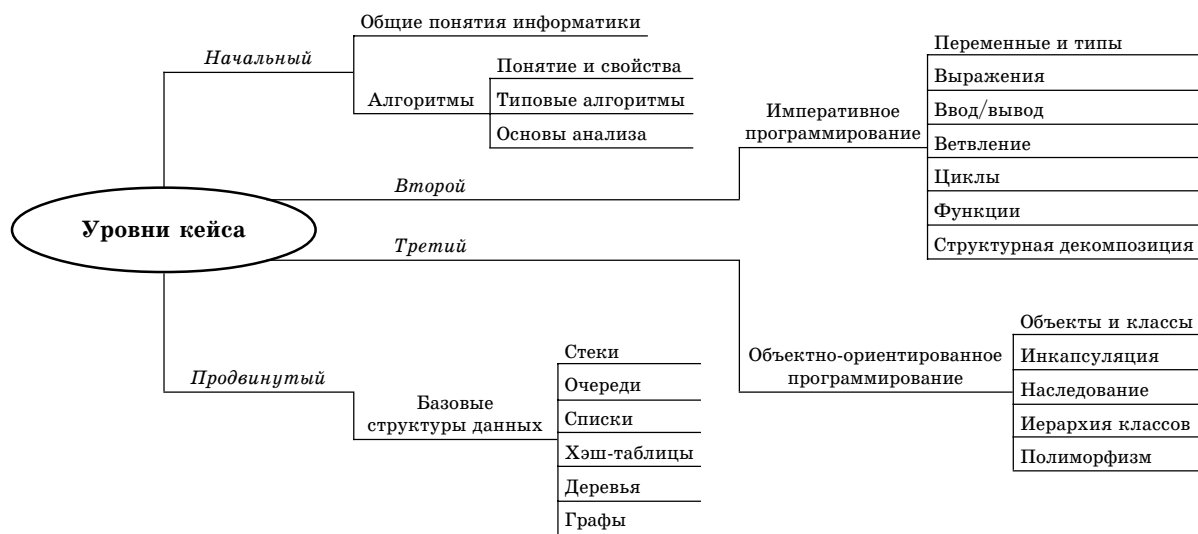 Уровни кейса
Начальный
Общие понятия информатики
Алгоритмы
Понятие и свойства
Типовые алгоритмы
Основы анализа
Второй
Императивное
программирование
Переменные и типы
Выражения
Ввод/вывод
Ветвление
Циклы
Функции
Структурная декомпозиция
Третий
Объектно-ориентированное
программирование
Объекты и классы
Инкапсуляция
Наследование
Иерархия классов
Полиморфизм
Продвинутый
Базовые
структуры данных
Стеки
Очереди
Списки
Хэш-таблицы
Деревья
Графы